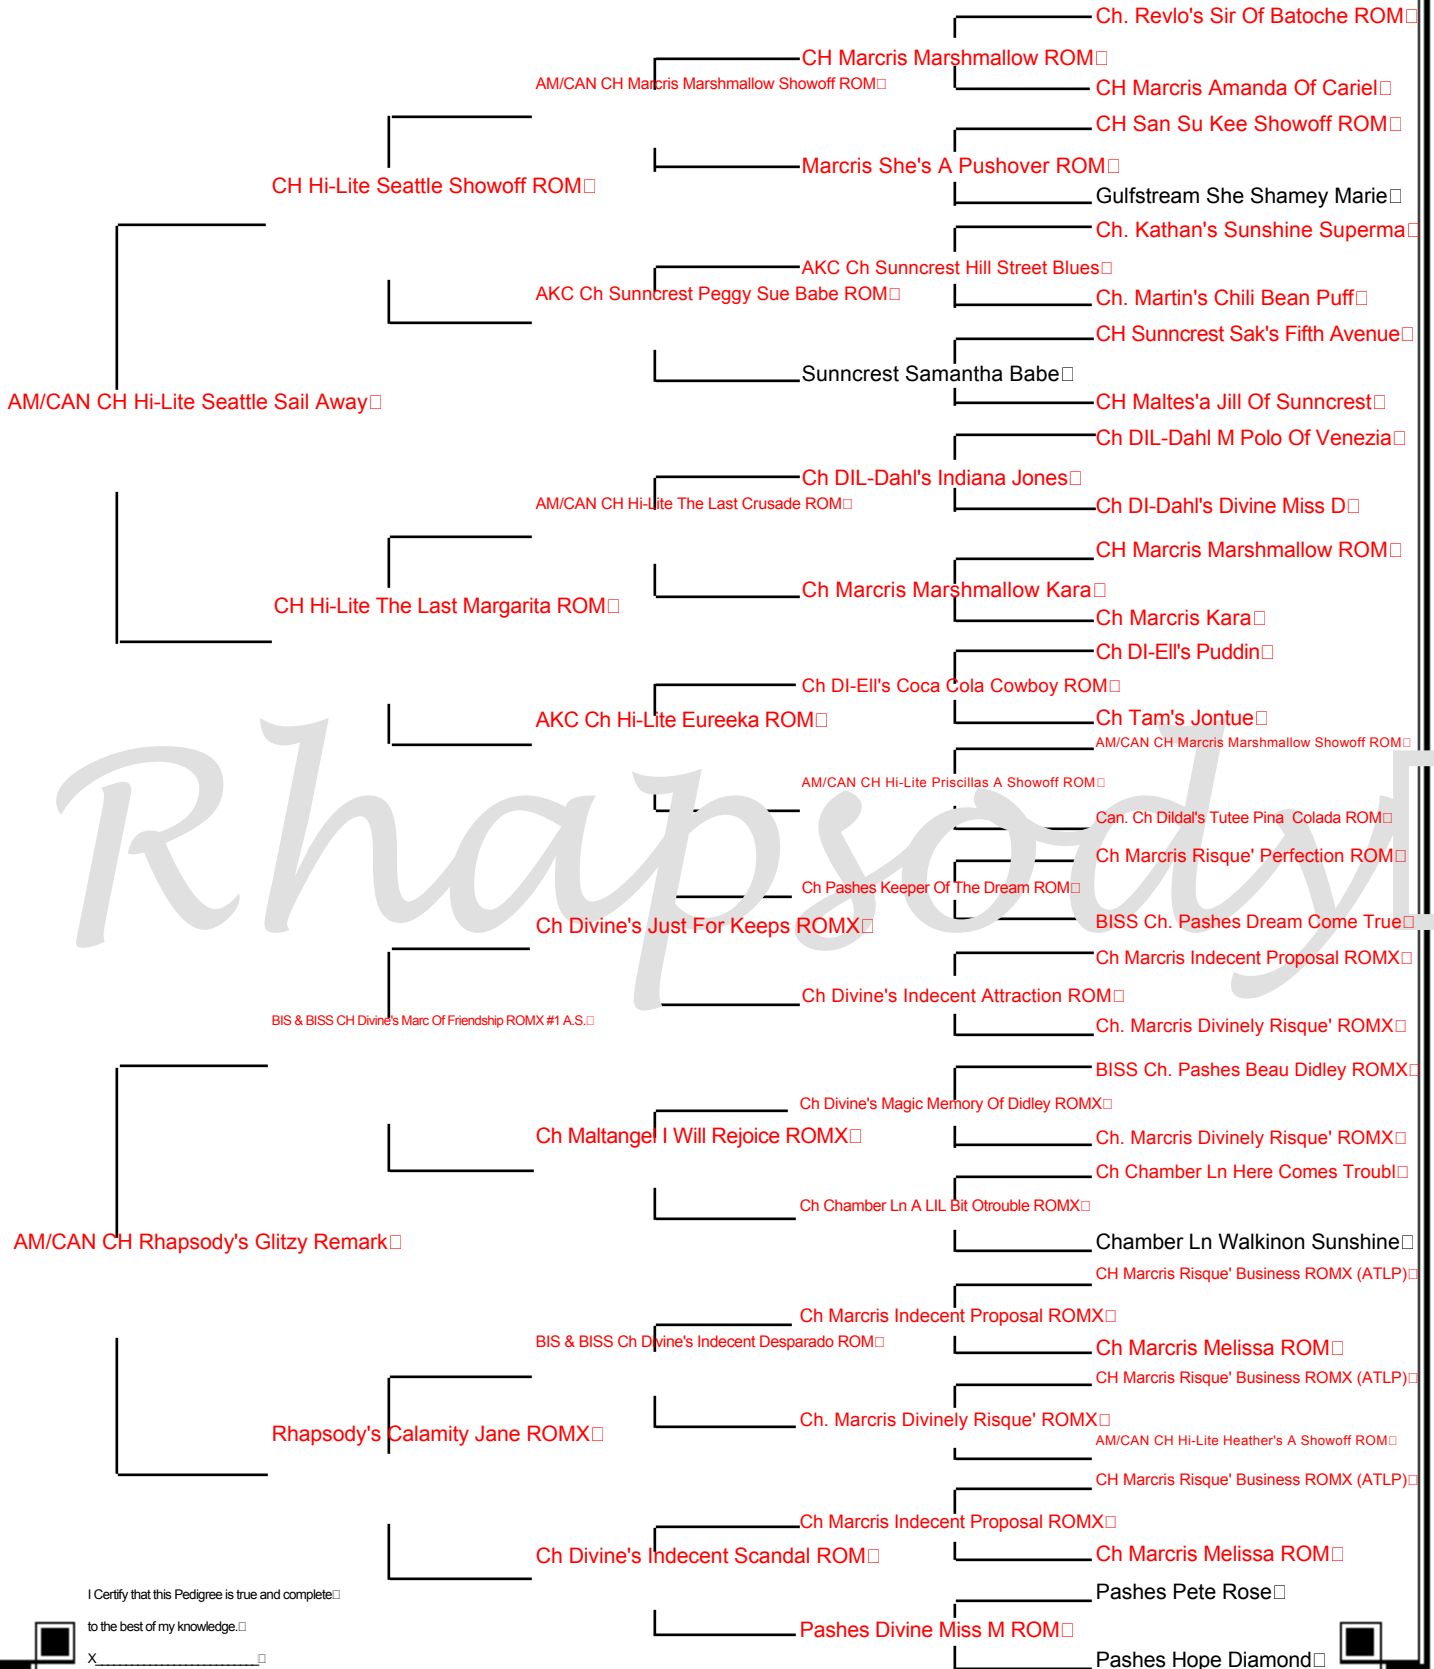 Ch. Revlo's Sir Of Batoche ROM
CH Marcris Marshmallow ROM
AM/CAN CH Marcris Marshmallow Showoff ROM
CH Marcris Amanda Of Cariel
CH San Su Kee Showoff ROM
Marcris She's A Pushover ROM
CH Hi-Lite Seattle Showoff ROM
Gulfstream She Shamey Marie
Ch. Kathan's Sunshine Superma
AKC Ch Sunncrest Hill Street Blues
AKC Ch Sunncrest Peggy Sue Babe ROM
Ch. Martin's Chili Bean Puff
CH Sunncrest Sak's Fifth Avenue
Sunncrest Samantha Babe
AM/CAN CH Hi-Lite Seattle Sail Away
CH Maltes'a Jill Of Sunncrest
Ch DIL-Dahl M Polo Of Venezia
Ch DIL-Dahl's Indiana Jones
AM/CAN CH Hi-Lite The Last Crusade ROM
Ch DI-Dahl's Divine Miss D
CH Marcris Marshmallow ROM
Ch Marcris Marshmallow Kara
CH Hi-Lite The Last Margarita ROM
Ch Marcris Kara
Ch DI-Ell's Puddin
Ch DI-Ell's Coca Cola Cowboy ROM
AKC Ch Hi-Lite Eureeka ROM
Ch Tam's Jontue
AM/CAN CH Marcris Marshmallow Showoff ROM
AM/CAN CH Hi-Lite Priscillas A Showoff ROM
Can. Ch Dildal's Tutee Pina Colada ROM
Rhapsody
Ch Marcris Risque' Perfection ROM
Ch Pashes Keeper Of The Dream ROM
Ch Divine's Just For Keeps ROMX
BISS Ch. Pashes Dream Come True
Ch Marcris Indecent Proposal ROMX
Ch Divine's Indecent Attraction ROM
BIS & BISS CH Divine's Marc Of Friendship ROMX #1 A.S.
Ch. Marcris Divinely Risque' ROMX
BISS Ch. Pashes Beau Didley ROMX
Ch Divine's Magic Memory Of Didley ROMX
Ch Maltangel I Will Rejoice ROMX
Ch. Marcris Divinely Risque' ROMX
Ch Chamber Ln Here Comes Troubl
Ch Chamber Ln A LIL Bit Otrouble ROMX
AM/CAN CH Rhapsody's Glitzy Remark
Chamber Ln Walkinon Sunshine
CH Marcris Risque' Business ROMX (ATLP)
Ch Marcris Indecent Proposal ROMX
BIS & BISS Ch Divine's Indecent Desparado ROM
Ch Marcris Melissa ROM
CH Marcris Risque' Business ROMX (ATLP)
Ch. Marcris Divinely Risque' ROMX
Rhapsody's Calamity Jane ROMX
AM/CAN CH Hi-Lite Heather's A Showoff ROM
CH Marcris Risque' Business ROMX (ATLP)
Ch Marcris Indecent Proposal ROMX
Ch Divine's Indecent Scandal ROM
Ch Marcris Melissa ROM
Pashes Pete Rose
Pashes Divine Miss M ROM
Pashes Hope Diamond
I Certify that this Pedigree is true and complete
to the best of my knowledge.
X___________________________